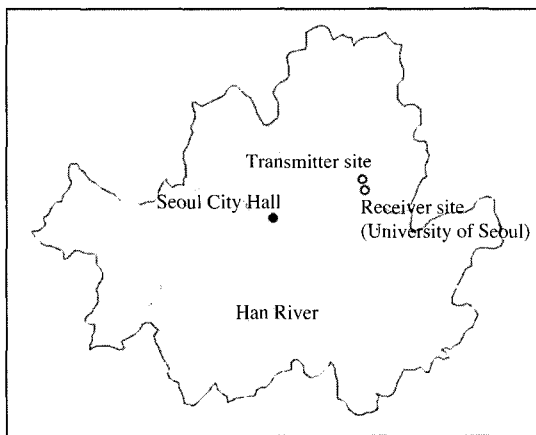 Transmitter site
Seoul City Hall
Receiver site
(University of Seoul)
Han River